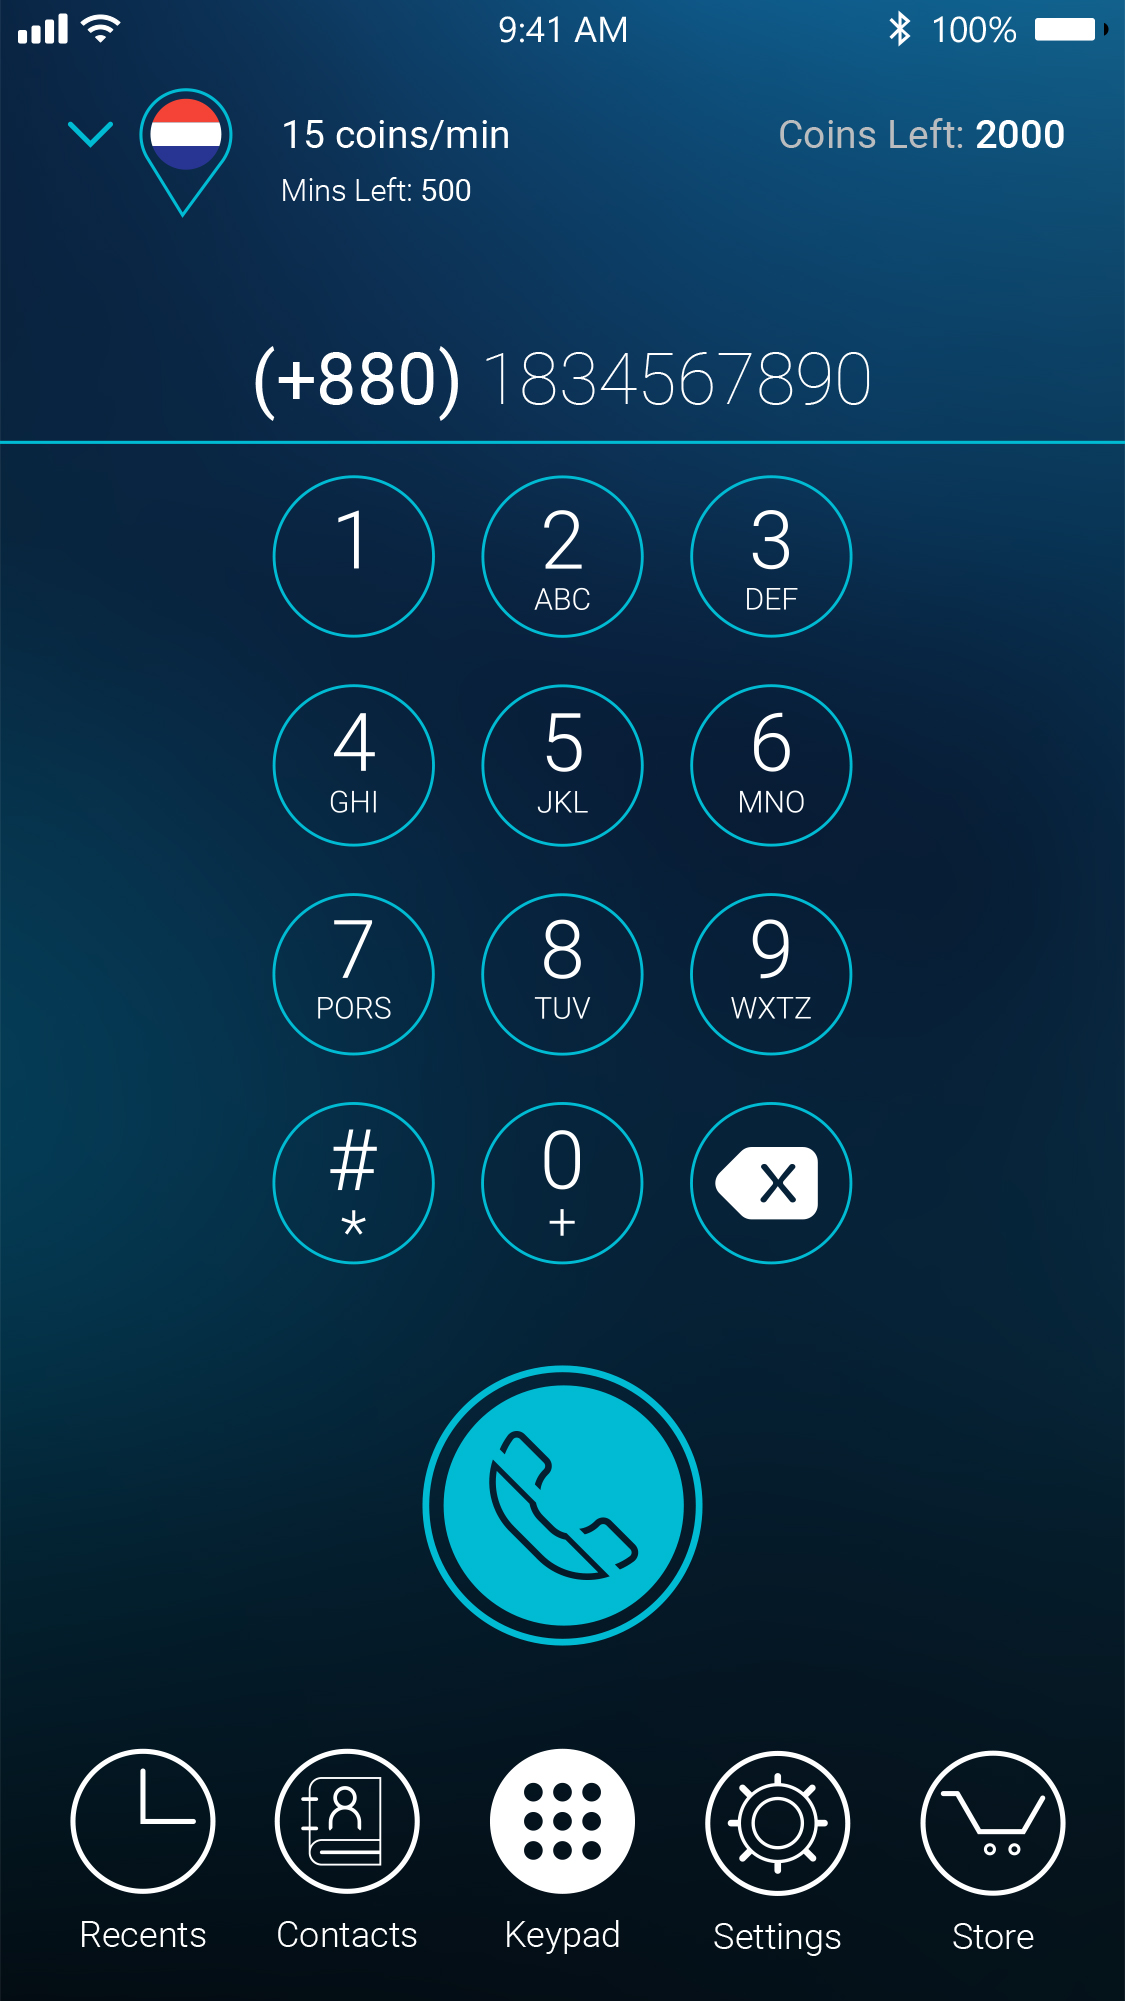 9:41 AM 100%
15 coins/min Coins Left: 2000
Mins Left: 500
(+880) 1834567890
1 2 3
ABC DEF
4 5 6
GHI JKL MNO
7 8 9
PORS TUV WXTZ
# 0 X
* +
Recents Contacts Keypad Settings Store